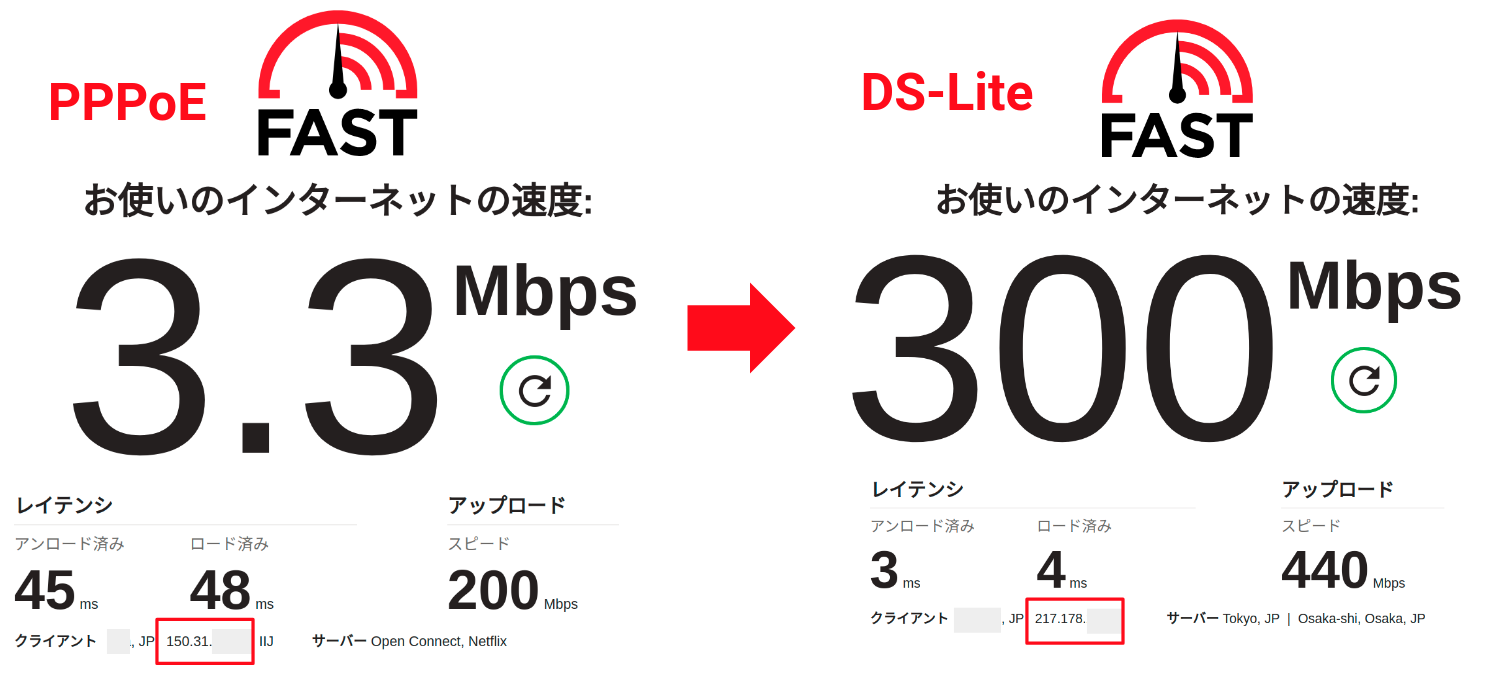 PPPoE
FAST
お使いのインターネットの速度:
3.3 Mbps
レイテンシ
アップロード
アンロード済み
ロード済み
スピード
45 ms
48 ms
200 Mbps
クライアント ., JP 150.31. IIJ
サーバー Open Connect, Netflix
DS-Lite
FAST
お使いのインターネットの速度:
300 Mbps
レイテンシ
アップロード
アンロード済み
ロード済み
スピード
3 ms
4 ms
440 Mbps
クライアント , JP 217.178.
サーバー Tokyo, JP | Osaka-shi, Osaka, JP